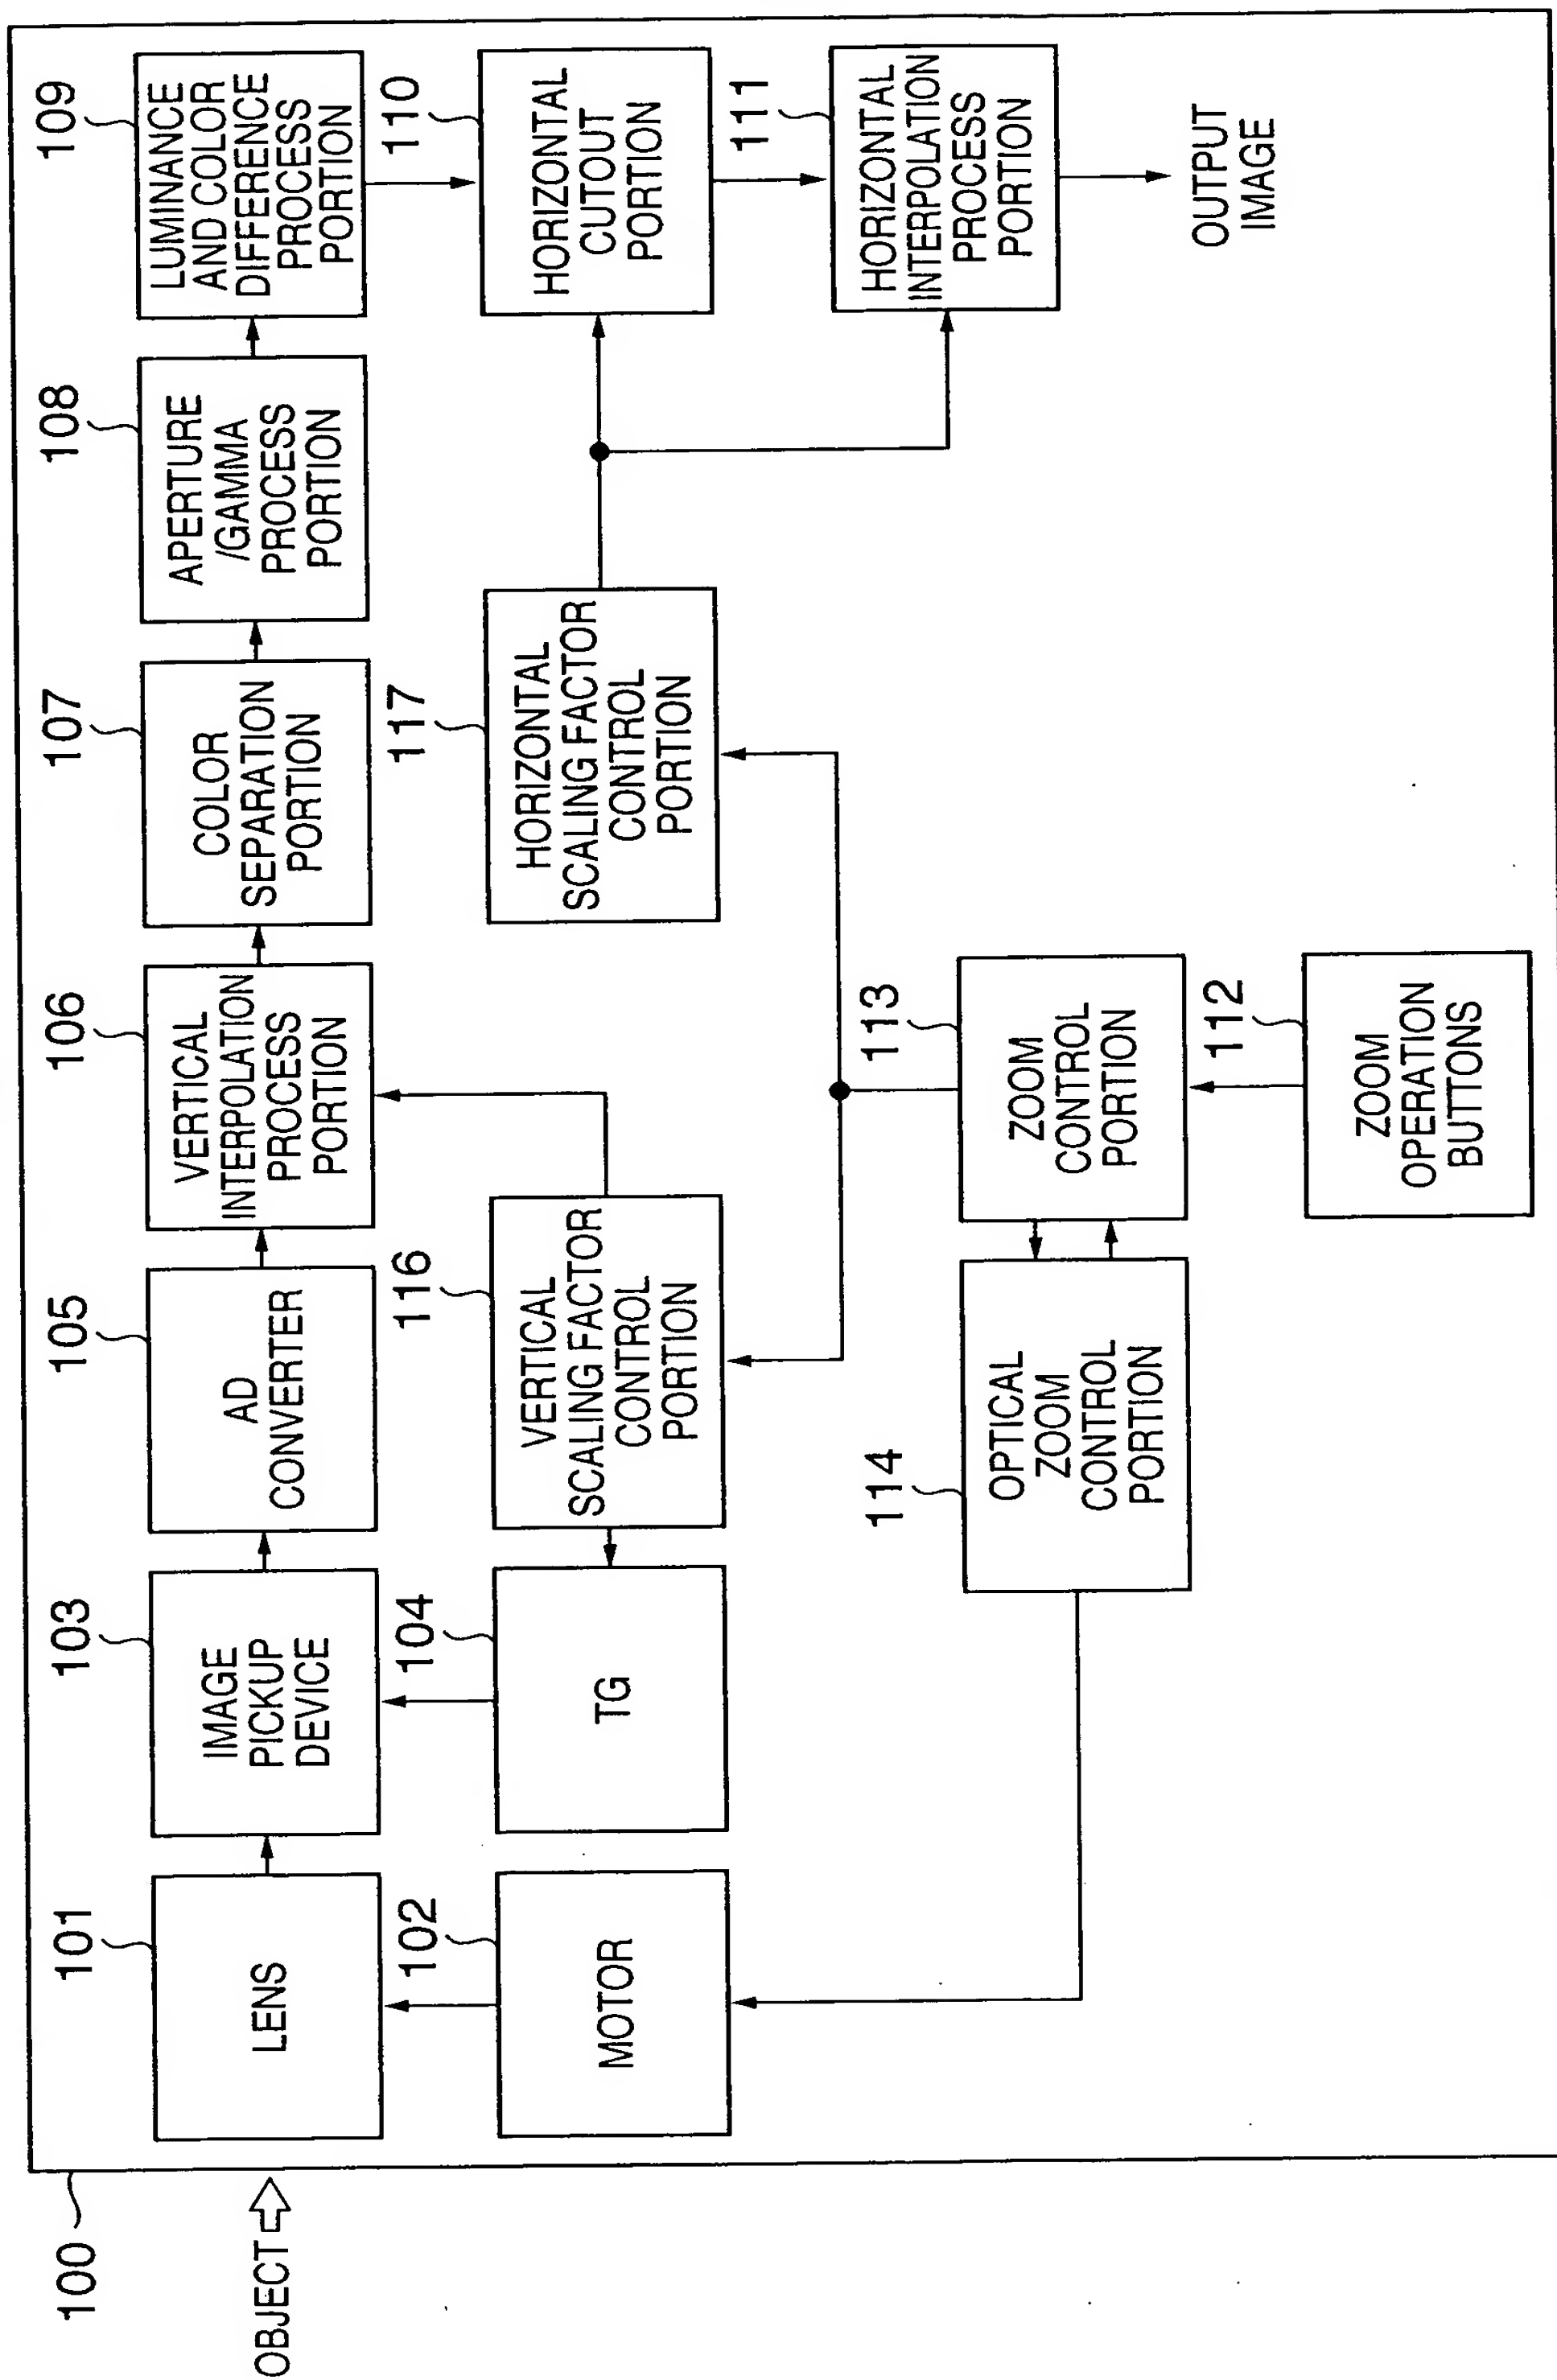 100
OBJECT
101
LENS
103
IMAGE
PICKUP
DEVICE
105
AD
CONVERTER
106
VERTICAL
INTERPOLATION
PROCESS
PORTION
107
COLOR
SEPARATION
PORTION
108
APERTURE
/GAMMA
PROCESS
PORTION
109
LUMINANCE
AND COLOR
DIFFERENCE
PROCESS
PORTION
102
MOTOR
104
TG
116
VERTICAL
SCALING FACTOR
CONTROL
PORTION
117
HORIZONTAL
SCALING FACTOR
CONTROL
PORTION
110
HORIZONTAL
CUTOUT
PORTION
111
HORIZONTAL
INTERPOLATION
PROCESS
PORTION
114
OPTICAL
ZOOM
CONTROL
PORTION
113
ZOOM
CONTROL
PORTION
OUTPUT
IMAGE
112
ZOOM
OPERATION
BUTTONS